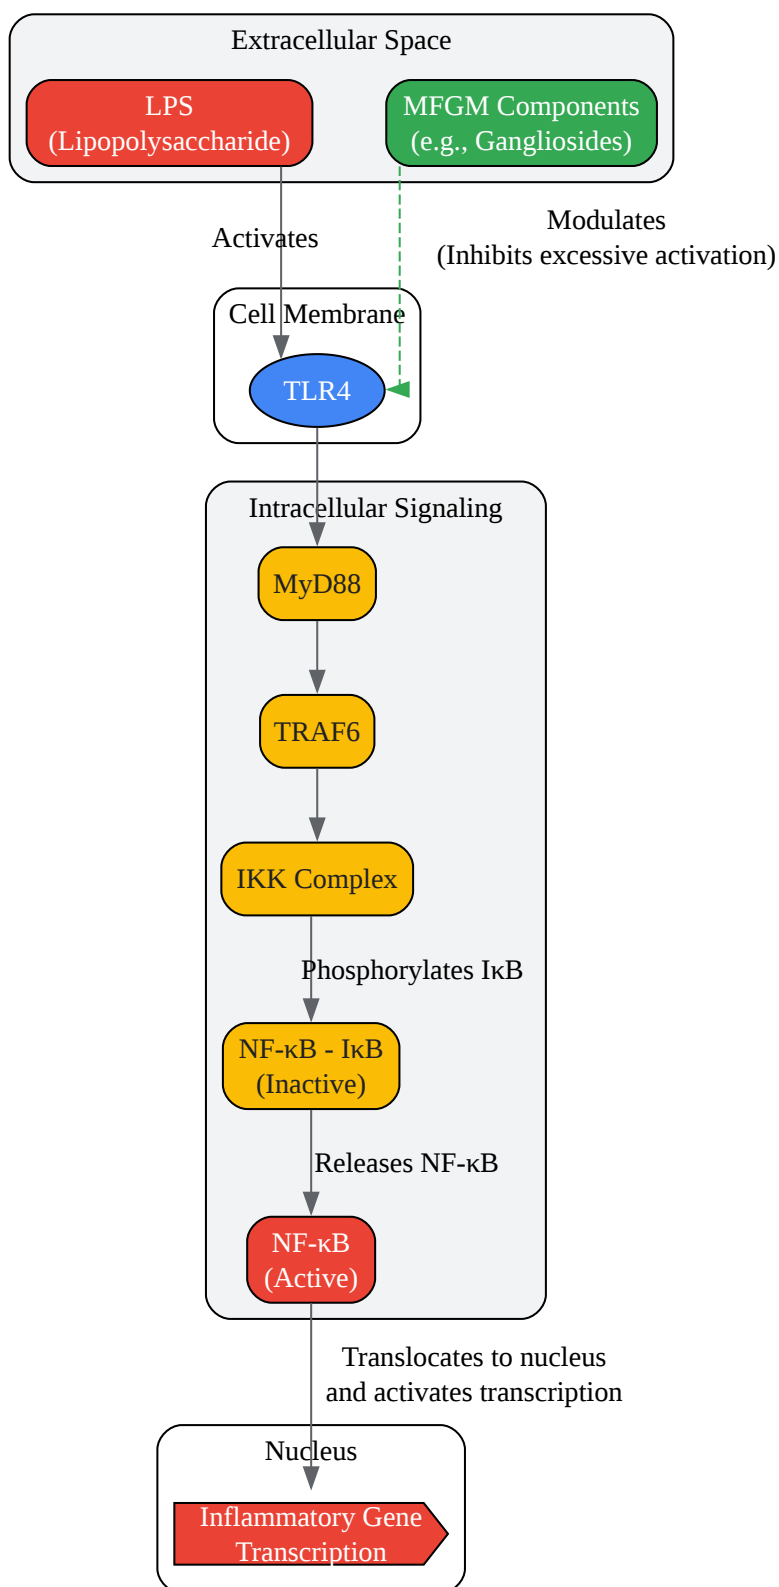 Extracellular Space
LPS
(Lipopolysaccharide)
MFGM Components
(e.g., Gangliosides)
Activates
Modulates
(Inhibits excessive activation)
Cell Membrane
TLR4
Intracellular Signaling
MyD88
TRAF6
IKK Complex
Phosphorylates IκB
NF-κB - IκB
(Inactive)
Releases NF-κB
NF-κB
(Active)
Translocates to nucleus
and activates transcription
Nucleus
Inflammatory Gene
Transcription